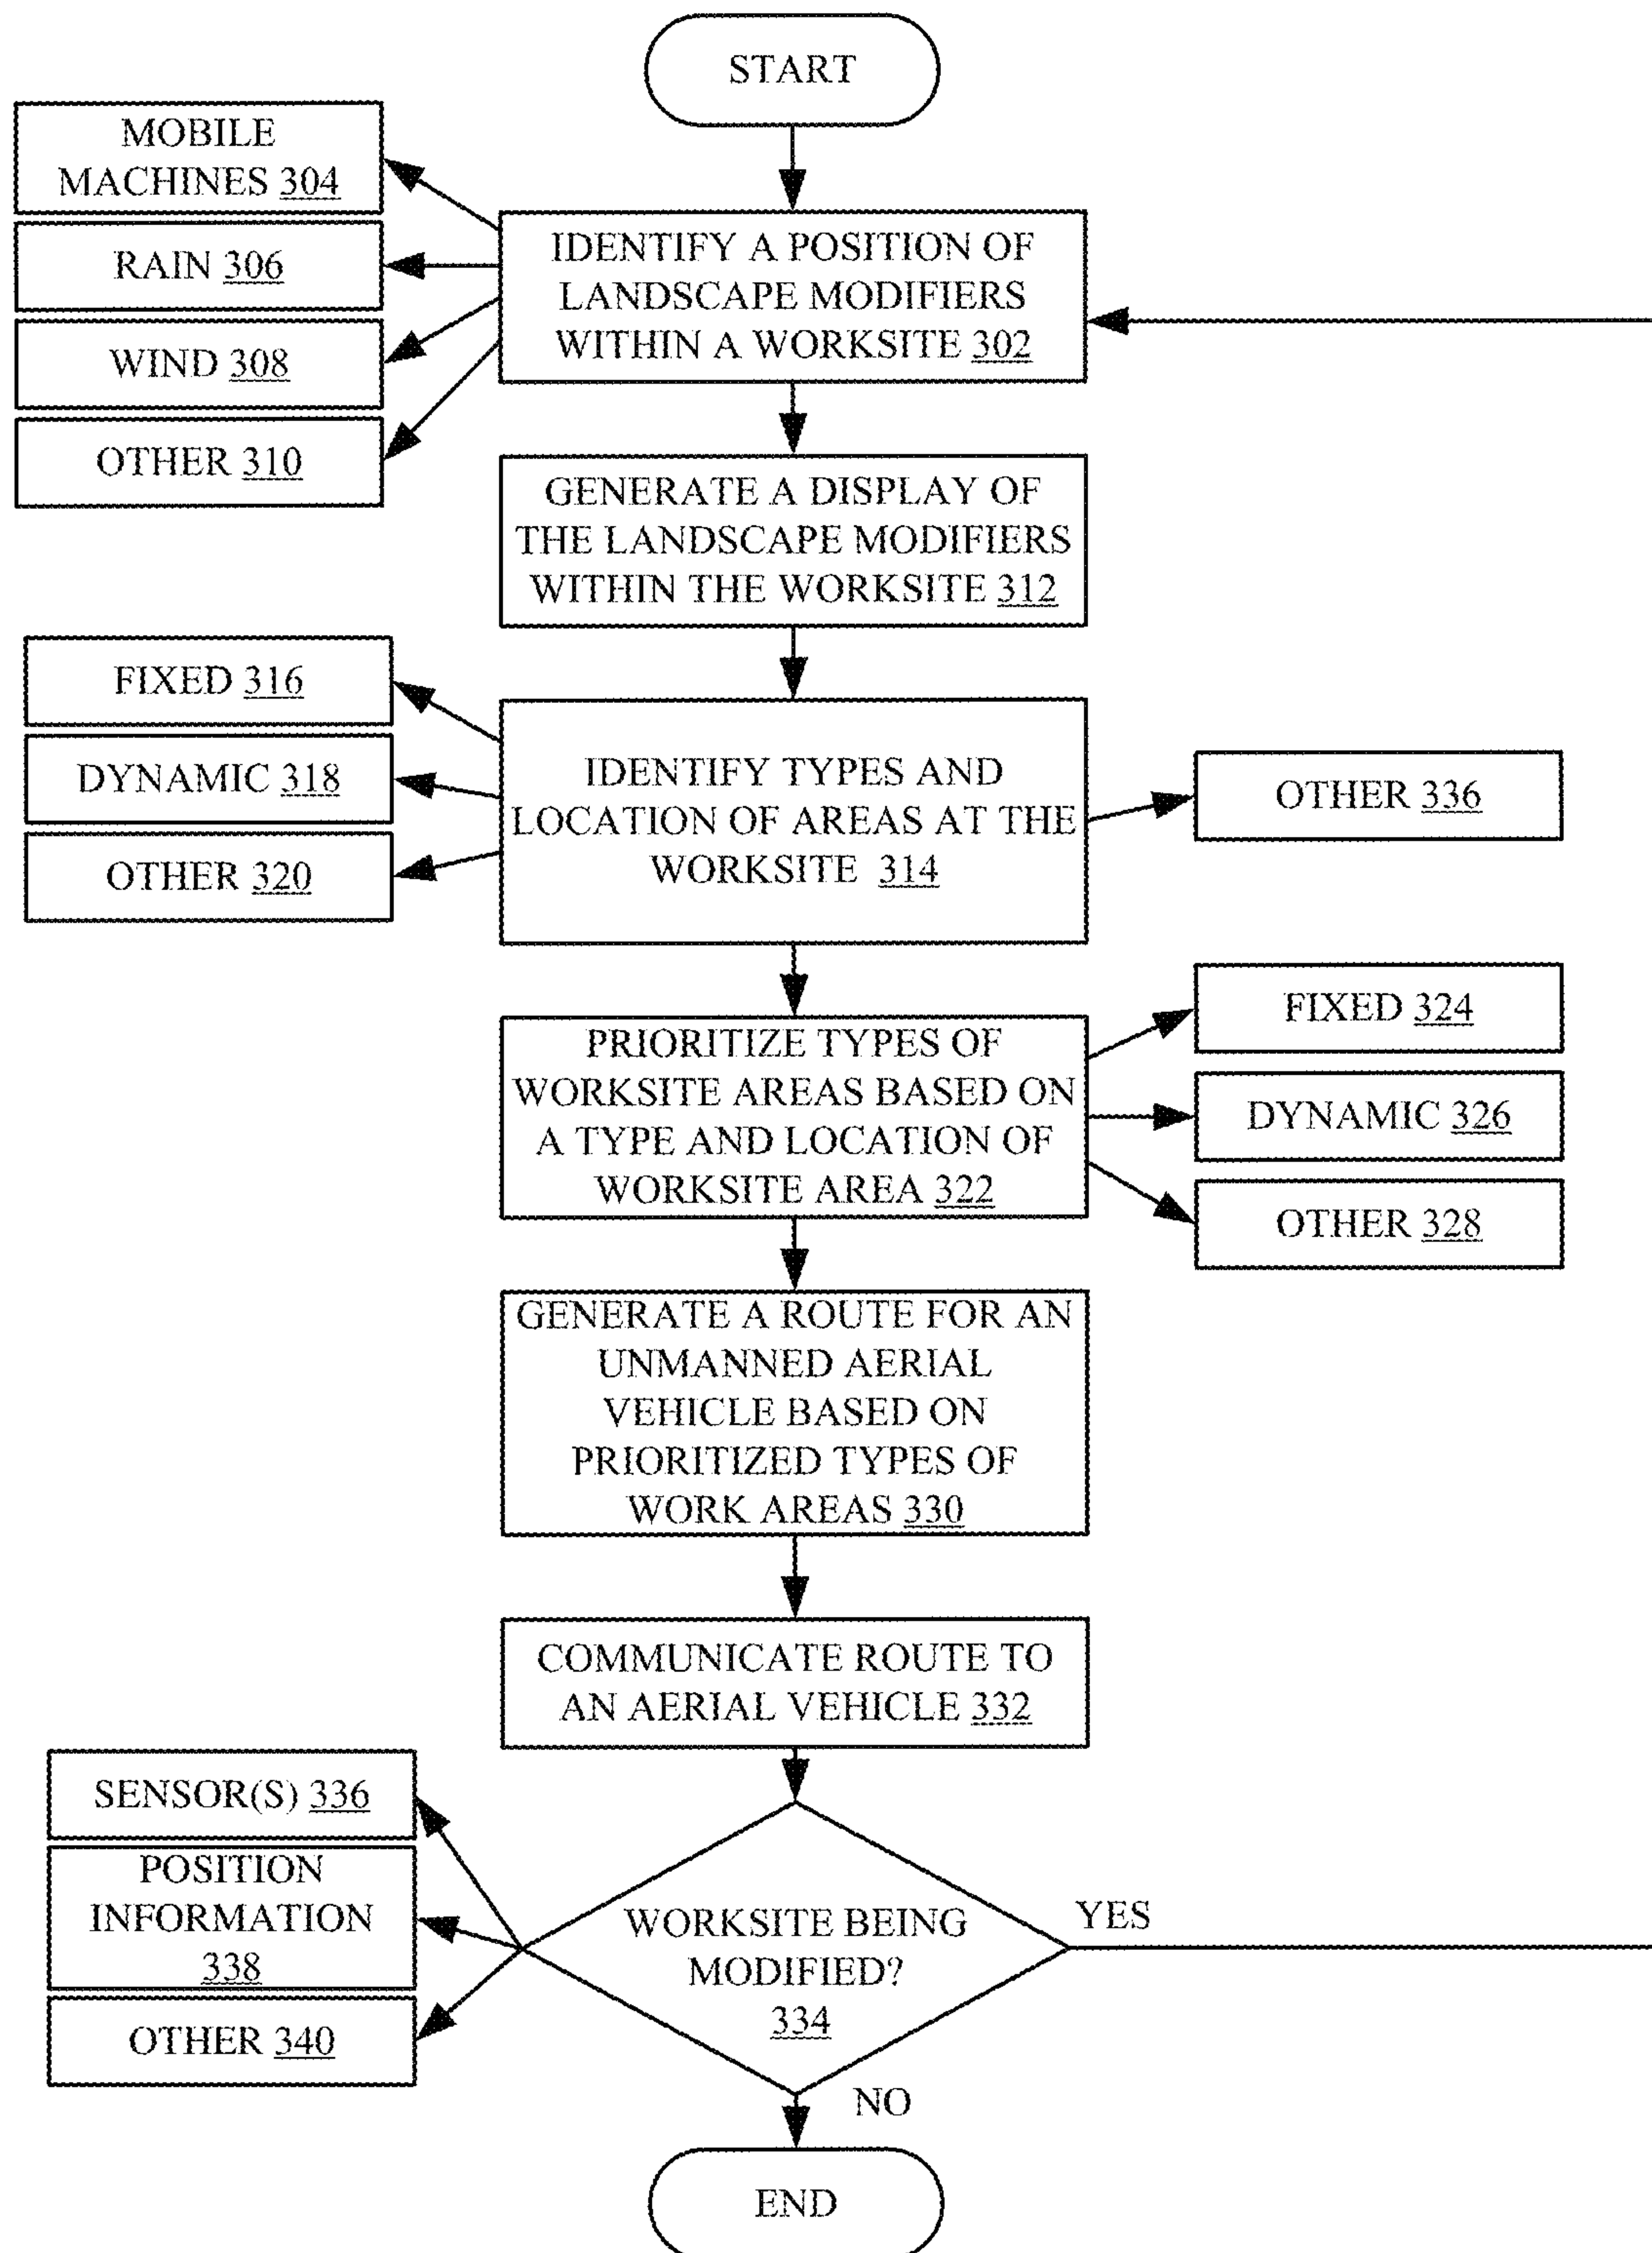 START
MOBILE
MACHINES 304
RAIN 306
WIND 308
OTHER 310
IDENTIFY A POSITION OF
LANDSCAPE MODIFIERS
WITHIN A WORKSITE 302
GENERATE A DISPLAY OF
THE LANDSCAPE MODIFIERS
WITHIN THE WORKSITE 312
FIXED 316
DYNAMIC 318
OTHER 320
IDENTIFY TYPES AND
LOCATION OF AREAS AT THE
WORKSITE 314
OTHER 336
PRIORITIZE TYPES OF
WORKSITE AREAS BASED ON
A TYPE AND LOCATION OF
WORKSITE AREA 322
FIXED 324
DYNAMIC 326
OTHER 328
GENERATE A ROUTE FOR AN
UNMANNED AERIAL
VEHICLE BASED ON
PRIORITIZED TYPES OF
WORK AREAS 330
COMMUNICATE ROUTE TO
AN AERIAL VEHICLE 332
SENSOR(S) 336
POSITION
INFORMATION
338
OTHER 340
WORKSITE BEING
MODIFIED?
334
YES
NO
END